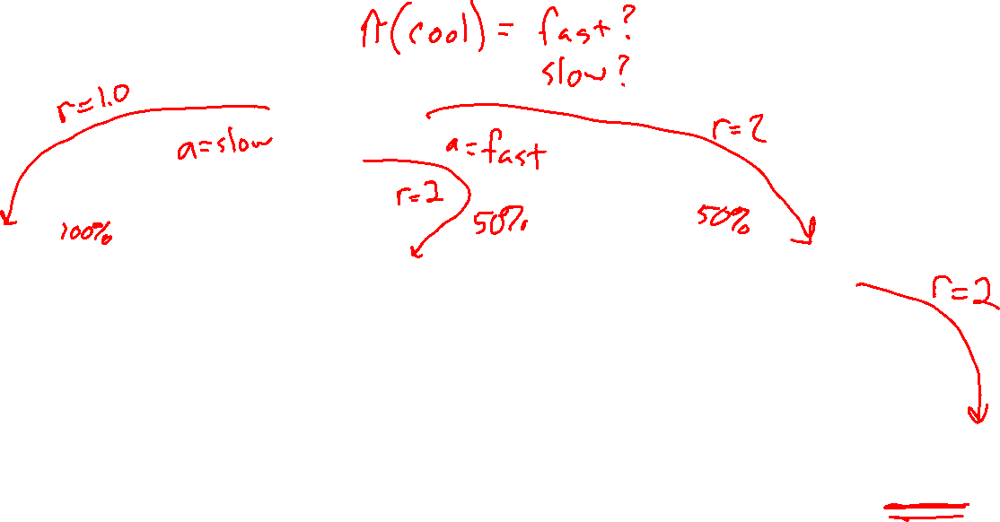 π(cool) = fast?
slow?
r=1.0
a=slow
a=fast
r=2
r=2
50%
50%
100%
r=2